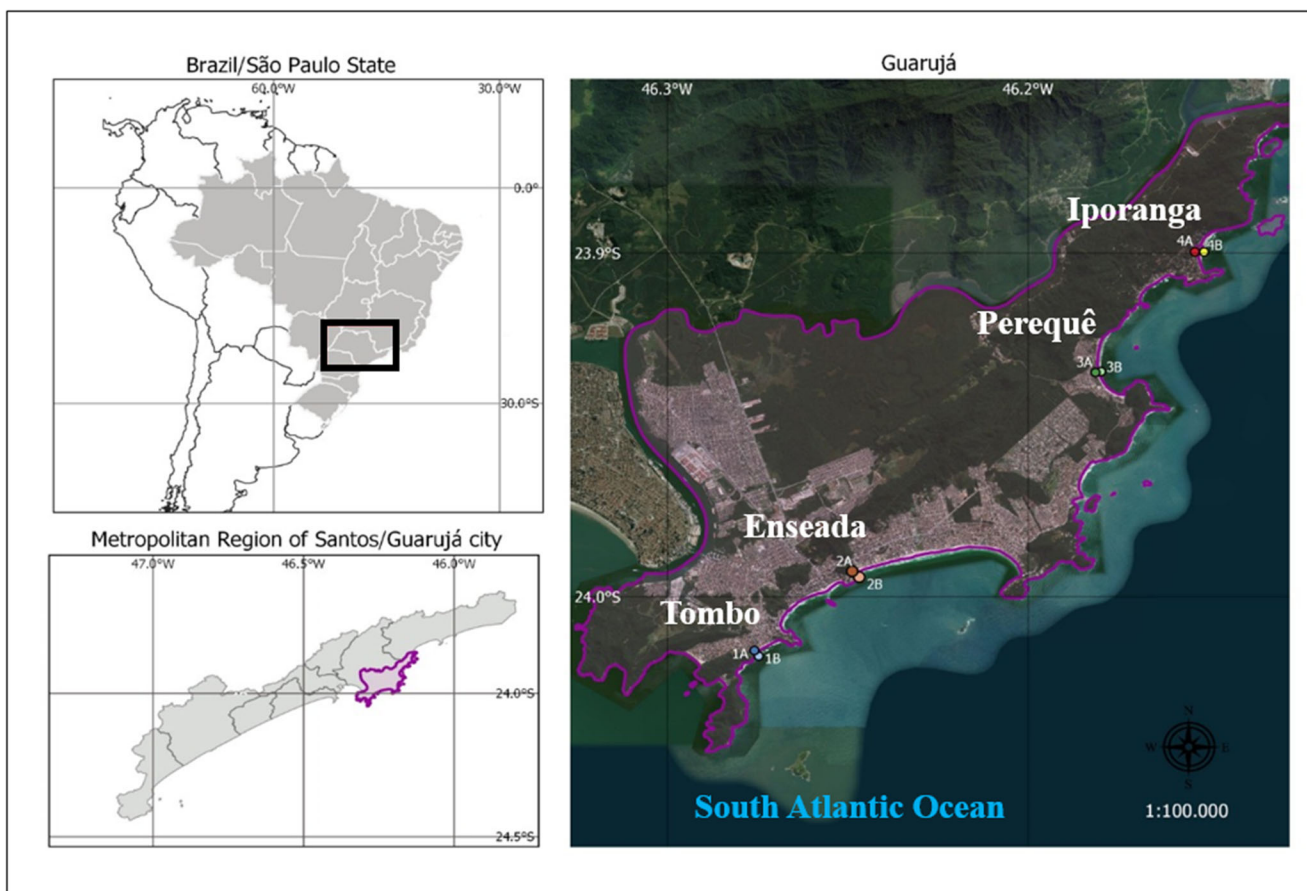 Brazil/São Paulo State
60.0°W
30.0°W
0.0°
30.0°S
Metropolitan Region of Santos/Guarujá city
47.0°W
46.5°W
46.0°W
24.0°S
24.5°S
Guarujá
46.3°W
46.2°W
Iporanga
4A
4B
23.9°S
Perequê
3A
3B
Enseada
2A
2B
24.0°S
Tombo
1A
1B
N
W
E
S
South Atlantic Ocean
1:100.000